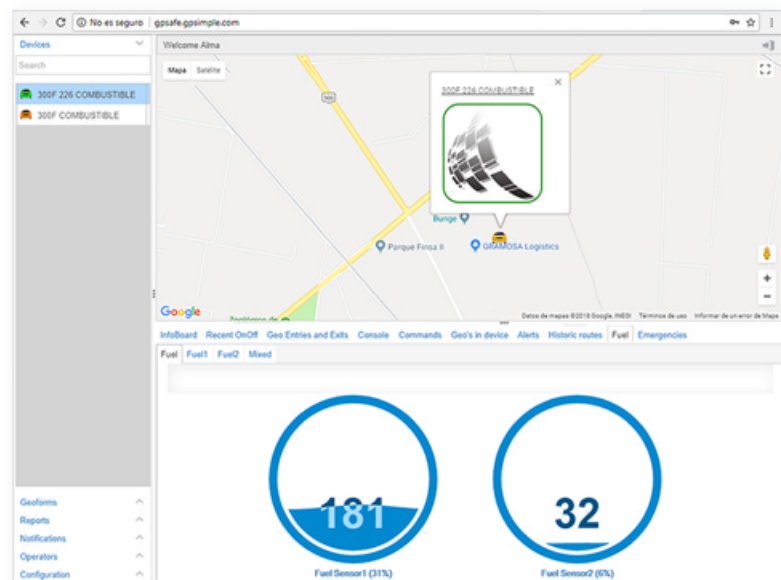 No es seguro | gpsafe.gpsimple.com
Devices
Welcome Alma
Search
300F 226 COMBUSTIBLE
300F COMBUSTIBLE
Mapa Satélite
300F 226 COMBUSTIBLE
Bunge
Parque Finsa II
GRAMOSA Logistics
Zoológico de
Google
Datos de mapas ©2018 Google, INEGI Términos de uso Informar de un error de Maps
InfoBoard Recent OnOff Geo Entries and Exits Console Commands Geo's in device Alerts Historic routes Fuel Emergencies
Fuel Fuel1 Fuel2 Mixed
181
32
Fuel Sensor1 (31%)
Fuel Sensor2 (6%)
Geoforms
Reports
Notifications
Operators
Configuration